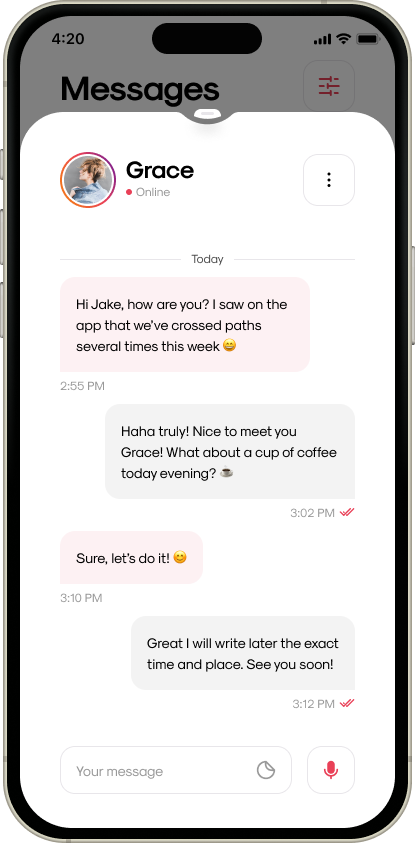 4:20
Messages
Grace
Online
Today
Hi Jake, how are you? I saw on the
app that we've crossed paths
several times this week 😄
2:55 PM
Haha truly! Nice to meet you
Grace! What about a cup of coffee
today evening? ☕
3:02 PM
Sure, let's do it! 😊
3:10 PM
Great I will write later the exact
time and place. See you soon!
3:12 PM
Your message